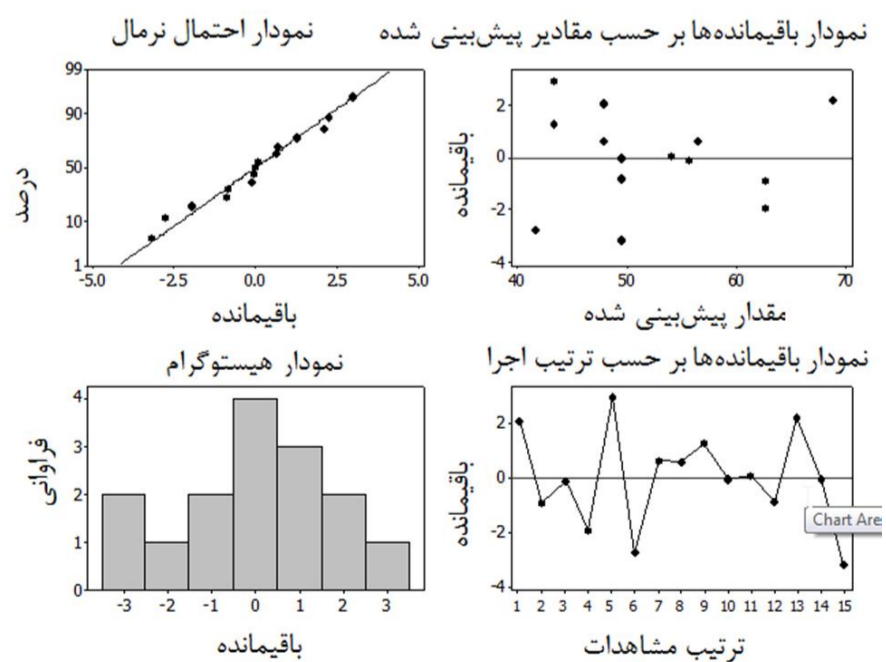 نمودار باقیمانده‌ها بر حسب مقادیر پیش‌بینی شده
نمودار احتمال نرمال
99
90
50
10
1
درصد
-5.0 -2.5 0.0 2.5 5.0
باقیمانده
2
0
-2
-4
باقیمانده
40 50 60 70
مقدار پیش‌بینی شده
نمودار هیستوگرام
4
3
2
1
0
فراوانی
-3 -2 -1 0 1 2 3
باقیمانده
نمودار باقیمانده‌ها بر حسب ترتیب اجرا
2
0
-2
-4
باقیمانده
1 2 3 4 5 6 7 8 9 10 11 12 13 14 15
ترتیب مشاهدات
Chart Are